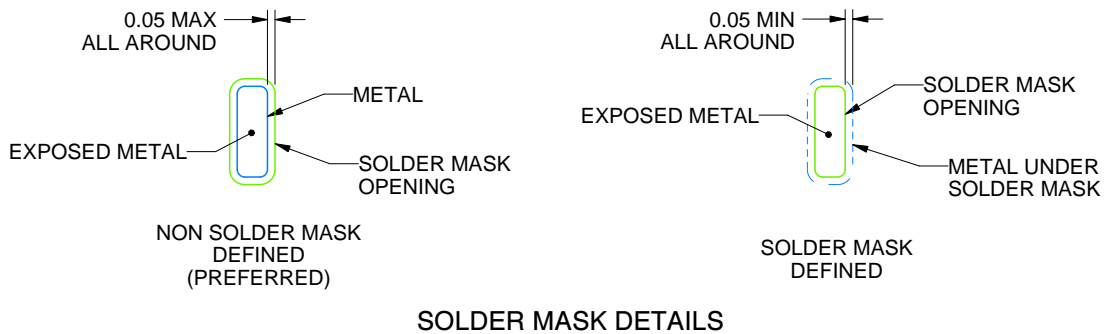 0.05 MAX
ALL AROUND
METAL
EXPOSED METAL
SOLDER MASK
OPENING
NON SOLDER MASK
DEFINED
(PREFERRED)
0.05 MIN
ALL AROUND
SOLDER MASK
OPENING
EXPOSED METAL
METAL UNDER
SOLDER MASK
SOLDER MASK
DEFINED
SOLDER MASK DETAILS